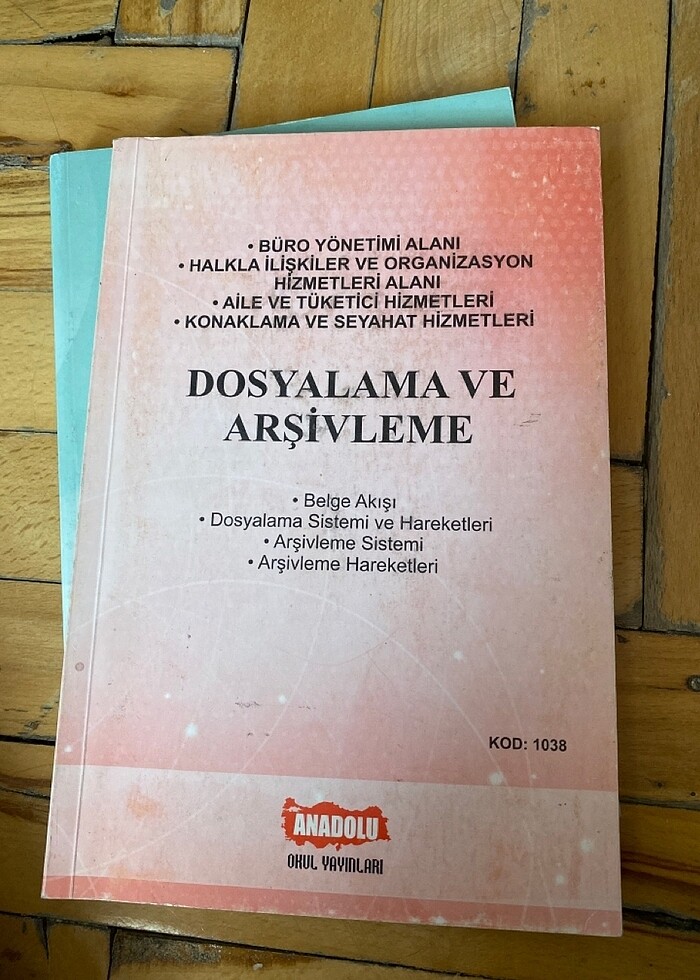 • BÜRO YÖNETİMİ ALANI
• HALKLA İLİŞKİLER VE ORGANİZASYON
HİZMETLERİ ALANI
• AİLE VE TÜKETİCİ HİZMETLERİ
• KONAKLAMA VE SEYAHAT HİZMETLERİ
DOSYALAMA VE
ARŞİVLEME
• Belge Akışı
• Dosyalama Sistemi ve Hareketleri
• Arşivleme Sistemi
• Arşivleme Hareketleri
KOD: 1038
ANADOLU
OKUL YAYINLARI